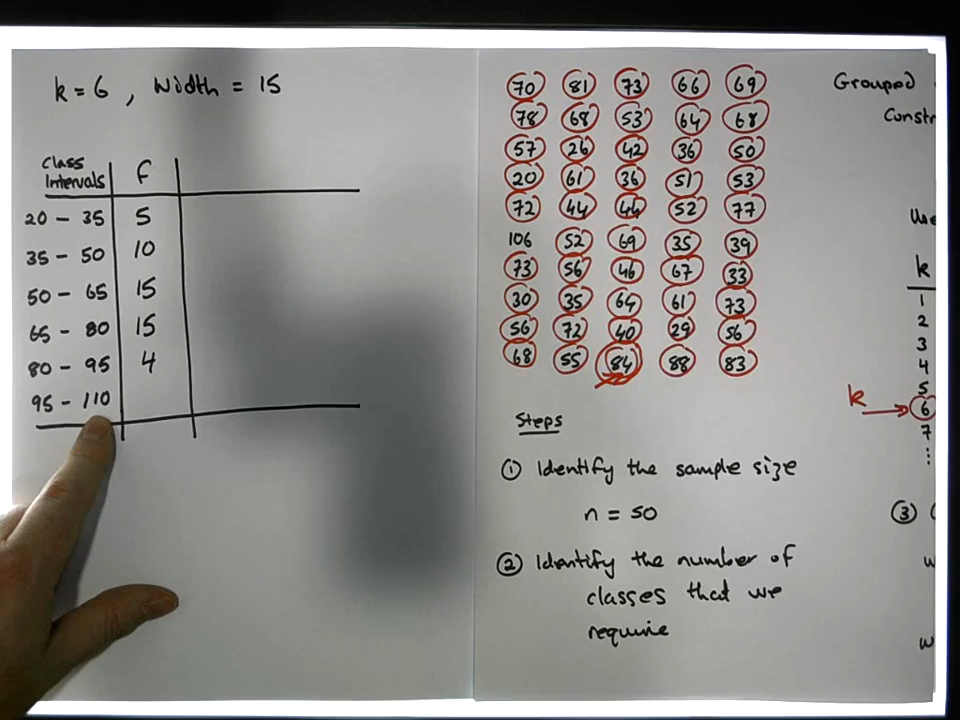 k = 6 , Width = 15
Class Intervals f
20 - 35 5
35 - 50 10
50 - 65 15
65 - 80 15
80 - 95 4
95 - 110
70 81 73 66 69
78 68 53 64 68
57 26 42 36 50
20 61 36 51 53
72 44 44 52 77
106 52 69 35 39
73 56 46 67 33
30 35 64 61 73
56 72 40 29 56
68 55 84 88 83
Steps
① Identify the sample size
n = 50
② Identify the number of
classes that we
require
Grouped
k
1
2
3
4
5
k → 6
7
⋮
③